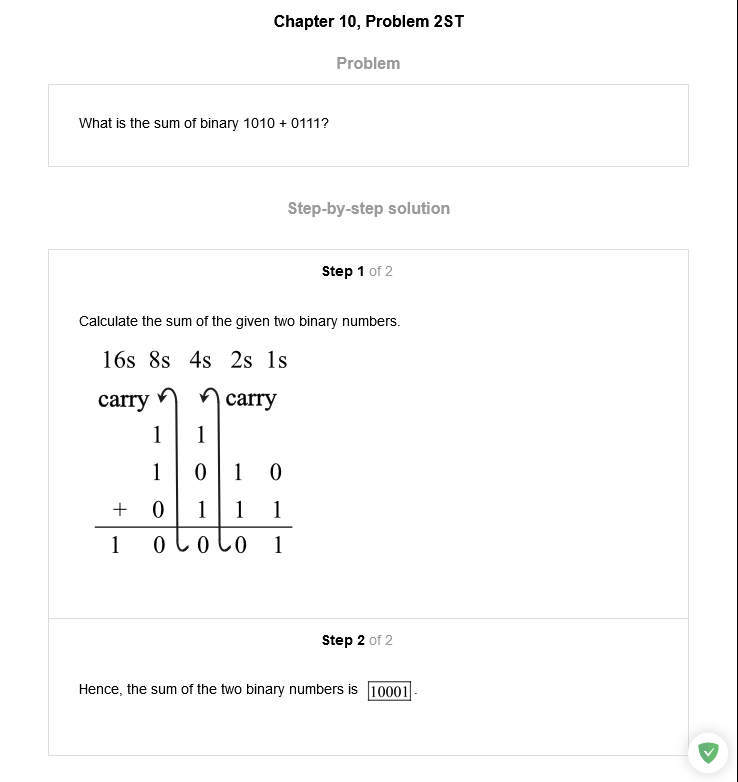 Chapter 10, Problem 2ST
Problem
What is the sum of binary 1010 + 0111?
Step-by-step solution
Step 1 of 2
Calculate the sum of the given two binary numbers.
16s 8s 4s 2s 1s
carry carry
1 1
1 0 1 0
+ 0 1 1 1
1 0 0 0 1
Step 2 of 2
Hence, the sum of the two binary numbers is 10001.